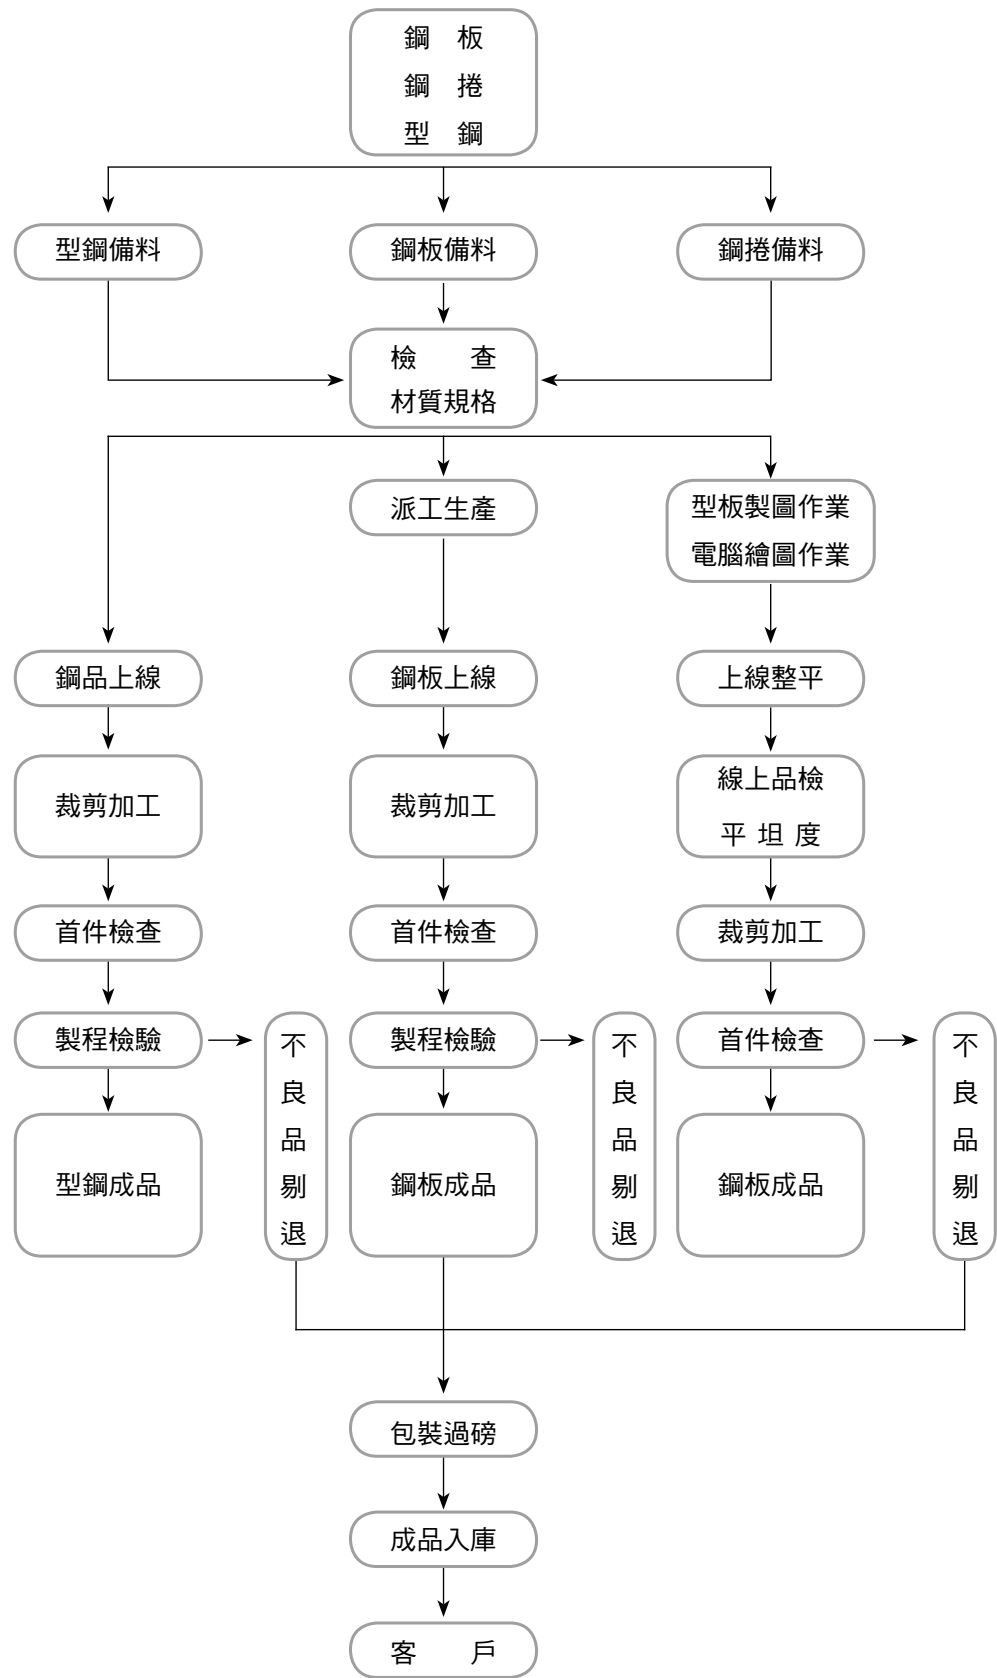 鋼　板
鋼　捲
型　鋼
型鋼備料
鋼板備料
鋼捲備料
檢　　查
材質規格
派工生產
型板製圖作業
電腦繪圖作業
鋼品上線
鋼板上線
上線整平
裁剪加工
裁剪加工
線上品檢
平 坦 度
首件檢查
首件檢查
裁剪加工
製程檢驗
不良品剔退
製程檢驗
不良品剔退
首件檢查
不良品剔退
型鋼成品
鋼板成品
鋼板成品
包裝過磅
成品入庫
客　　戶